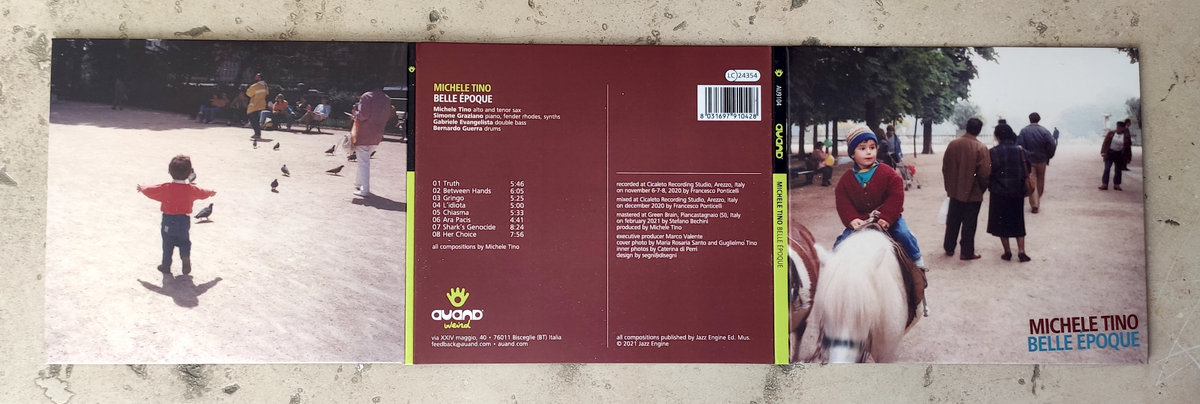 MICHELE TINO
BELLE ÉPOQUE
Michele Tino alto and tenor sax
Simone Graziano piano, fender rhodes, synths
Gabriele Evangelista double bass
Bernardo Guerra drums
01 Truth 5:46
02 Between Hands 6:05
03 Gringo 5:25
04 L'idiota 5:00
05 Chiasma 5:33
06 Ara Pacis 4:41
07 Shark's Genocide 8:24
08 Her Choice 7:56
all compositions by Michele Tino
AUAND
weird
via XXIV maggio, 40 • 76011 Bisceglie (BT) Italia
feedback@auand.com • auand.com
LC 24354
8 031697 910428
recorded at Cicaleto Recording Studio, Arezzo, Italy
on november 6-7-8, 2020 by Francesco Ponticelli
mixed at Cicaleto Recording Studio, Arezzo, Italy
on december 2020 by Francesco Ponticelli
mastered at Green Brain, Piancastagnaio (SI), Italy
on february 2021 by Stefano Bechini
produced by Michele Tino
executive producer Marco Valente
cover photo by Maria Rosaria Santo and Guglielmo Tino
inner photos by Caterina di Perri
design by segni&disegni
all compositions published by Jazz Engine Ed. Mus.
© 2021 Jazz Engine
AU9104
AUAND
MICHELE TINO BELLE ÉPOQUE
MICHELE TINO
BELLE ÉPOQUE